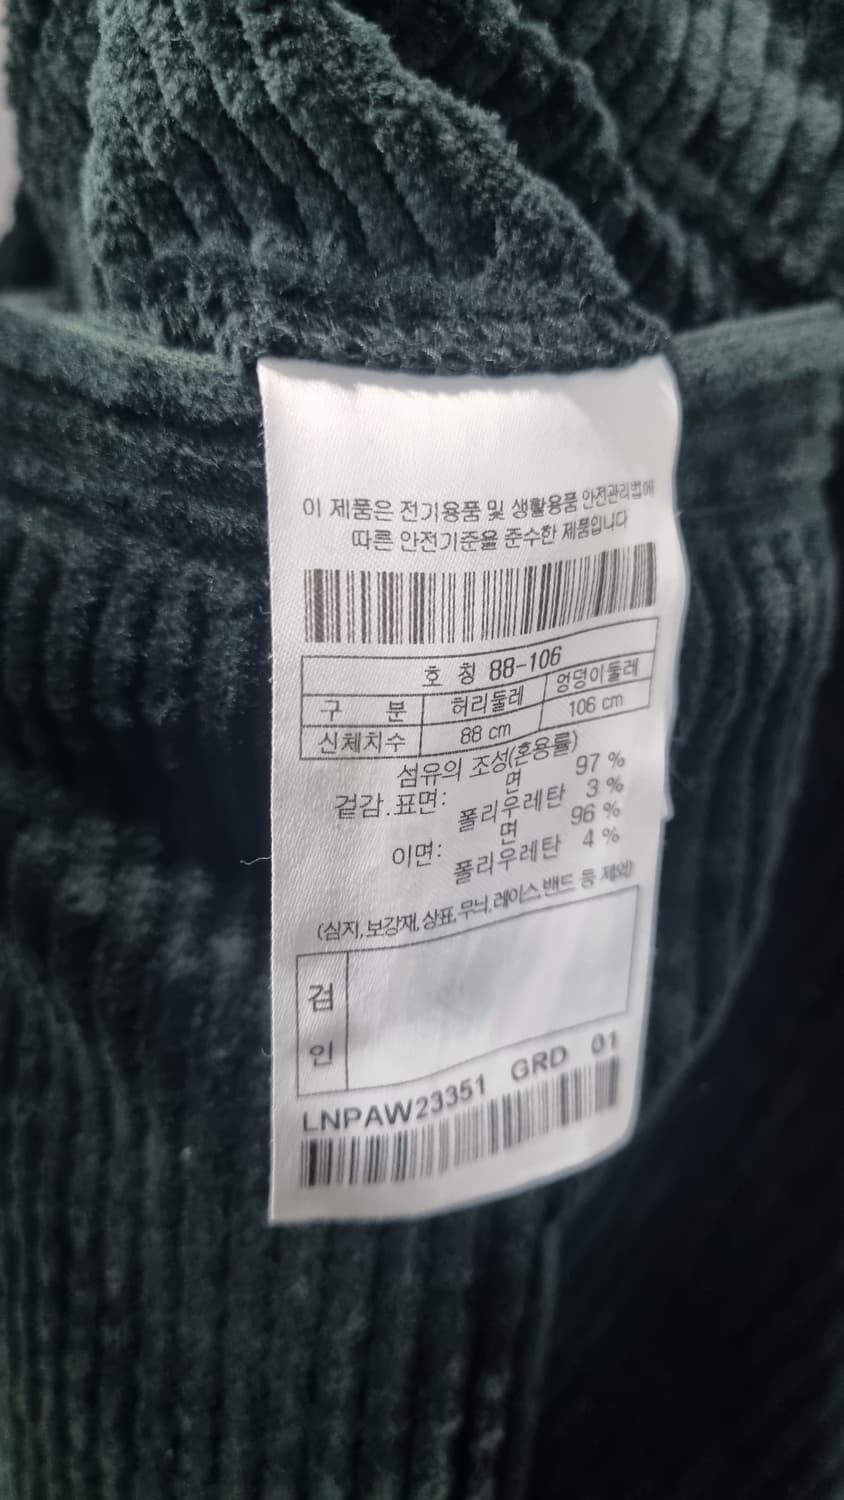 이 제품은 전기용품 및 생활용품 안전관리법에
따른 안전기준을 준수한 제품입니다
호 칭 88-106
구 분 허리둘레 엉덩이둘레
신체치수 88 cm 106 cm
섬유의 조성(혼용률)
겉감.표면: 면 97 %
폴리우레탄 3 %
이면: 면 96 %
폴리우레탄 4 %
(심지,보강재,상표,무늬,레이스,밴드 등 제외)
검
인
LNPAW23351 GRD 01